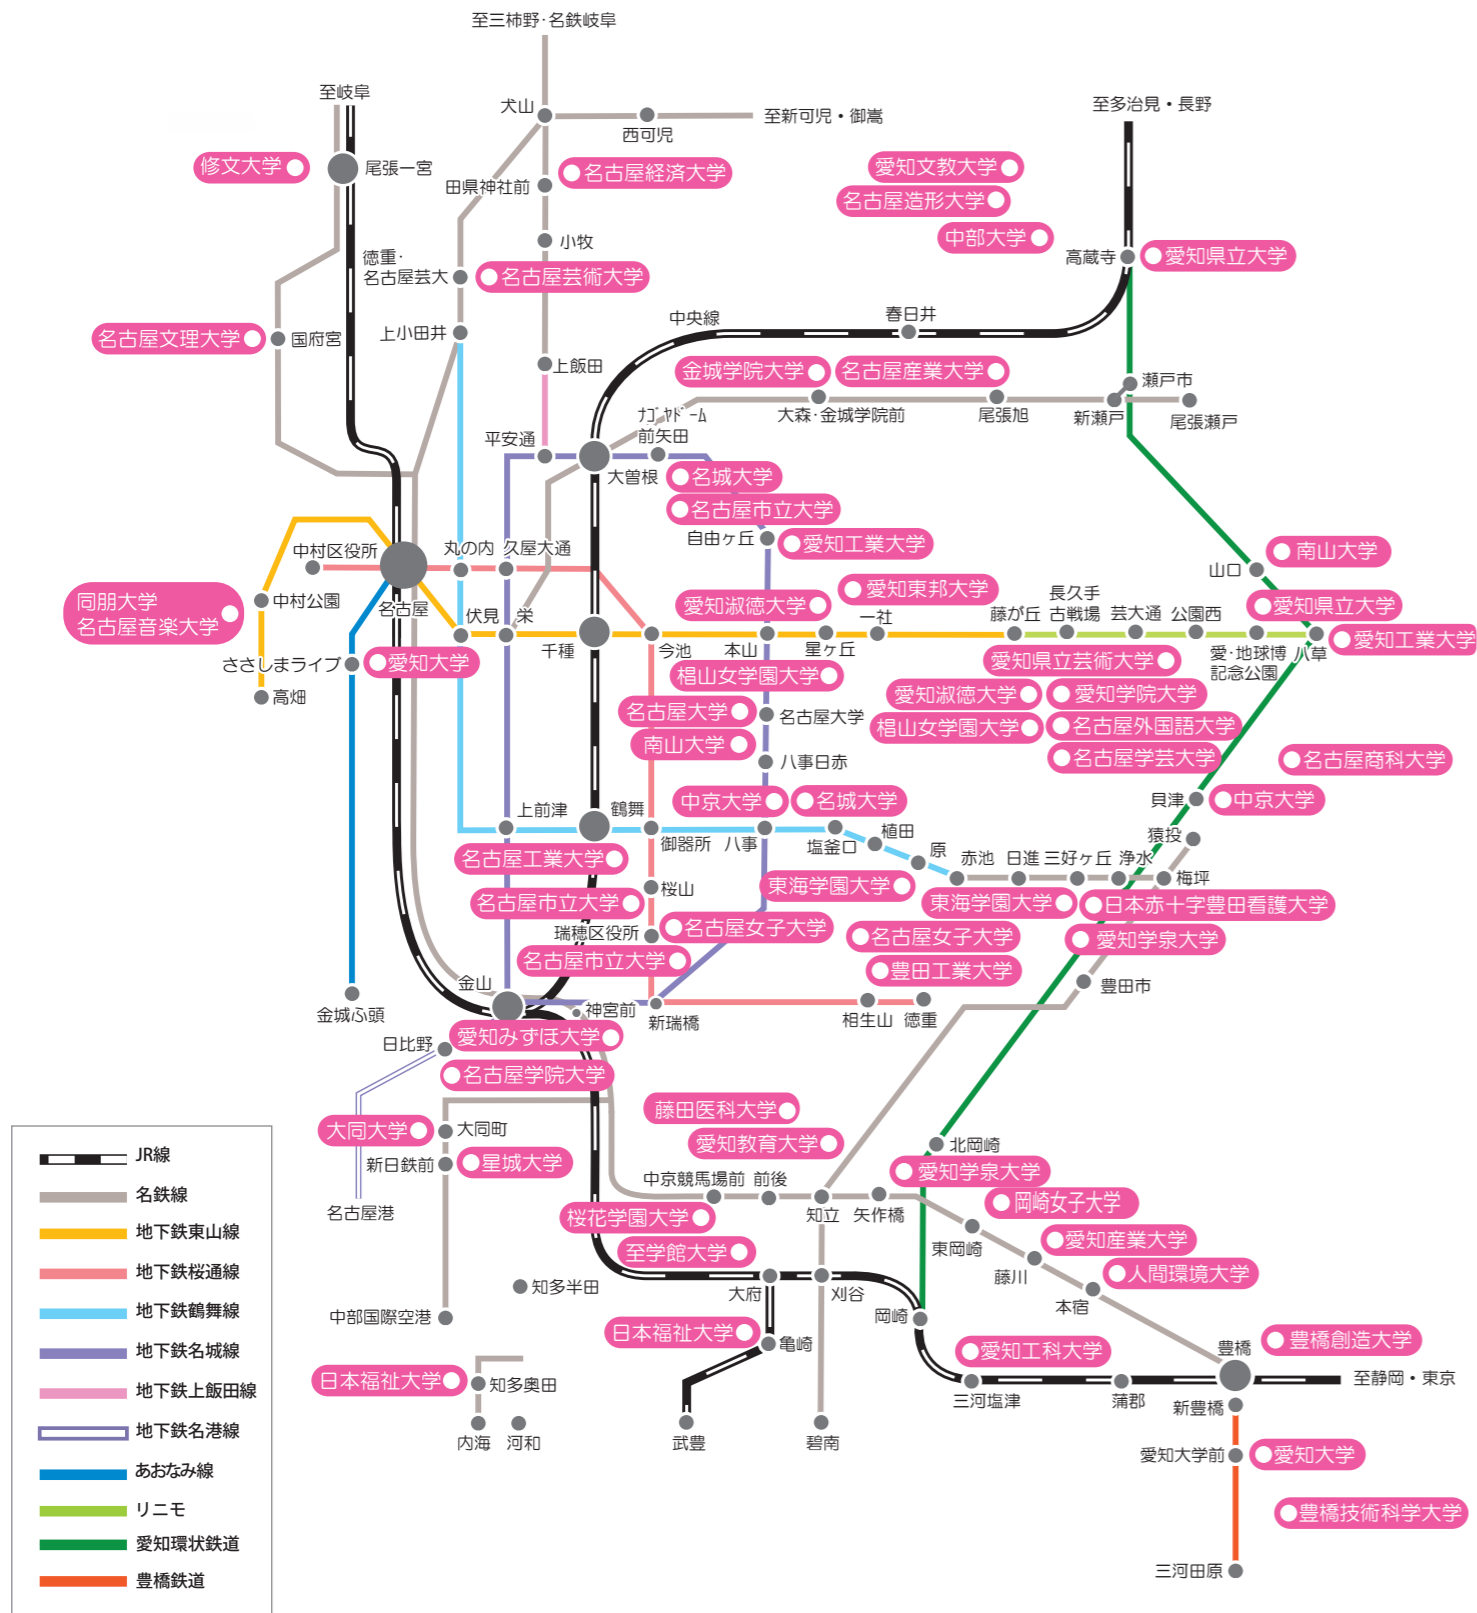 至三柿野･名鉄岐阜
至岐阜
犬山
西可児
至新可児・御嵩
至多治見・長野
修文大学
尾張一宮
田県神社前
名古屋経済大学
愛知文教大学
名古屋造形大学
中部大学
小牧
高蔵寺
愛知県立大学
徳重･
名古屋芸大
名古屋芸術大学
名古屋文理大学
国府宮
上小田井
中央線
春日井
上飯田
金城学院大学
名古屋産業大学
瀬戸市
大森･金城学院前
尾張旭
新瀬戸
尾張瀬戸
ﾅｺﾞﾔﾄﾞｰﾑ
前矢田
平安通
大曽根
名城大学
名古屋市立大学
自由ヶ丘
愛知工業大学
中村区役所
丸の内
久屋大通
南山大学
山口
同朋大学
名古屋音楽大学
中村公園
名古屋
伏見
栄
千種
今池
愛知淑徳大学
本山
愛知東邦大学
星ヶ丘
一社
藤が丘
長久手
古戦場
芸大通
公園西
愛知県立大学
愛･地球博
記念公園
八草
愛知工業大学
ささしまライブ
愛知大学
高畑
椙山女学園大学
愛知県立芸術大学
愛知淑徳大学
愛知学院大学
名古屋大学
名古屋大学
椙山女学園大学
名古屋外国語大学
南山大学
八事日赤
名古屋学芸大学
名古屋商科大学
貝津
中京大学
上前津
鶴舞
御器所
中京大学
八事
名城大学
塩釜口
植田
原
赤池
日進
三好ヶ丘
浄水
猿投
梅坪
名古屋工業大学
桜山
東海学園大学
東海学園大学
日本赤十字豊田看護大学
名古屋市立大学
瑞穂区役所
名古屋女子大学
名古屋女子大学
愛知学泉大学
名古屋市立大学
豊田工業大学
豊田市
金山
神宮前
新瑞橋
相生山
徳重
金城ふ頭
日比野
愛知みずほ大学
名古屋学院大学
大同大学
大同町
藤田医科大学
愛知教育大学
北岡崎
新日鉄前
星城大学
名古屋港
中京競馬場前
前後
知立
矢作橋
愛知学泉大学
岡崎女子大学
桜花学園大学
東岡崎
愛知産業大学
至学館大学
藤川
人間環境大学
知多半田
大府
刈谷
岡崎
本宿
中部国際空港
日本福祉大学
亀崎
愛知工科大学
豊橋
豊橋創造大学
日本福祉大学
知多奥田
三河塩津
蒲郡
至静岡・東京
新豊橋
内海
河和
武豊
碧南
愛知大学前
愛知大学
豊橋技術科学大学
三河田原
JR線
名鉄線
地下鉄東山線
地下鉄桜通線
地下鉄鶴舞線
地下鉄名城線
地下鉄上飯田線
地下鉄名港線
あおなみ線
リニモ
愛知環状鉄道
豊橋鉄道